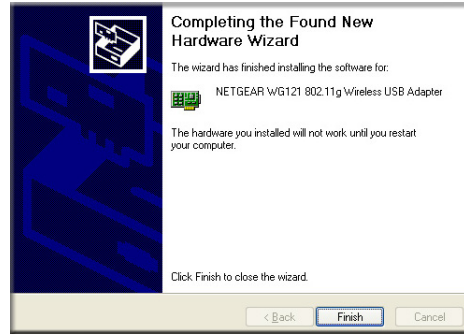 Completing the Found New
Hardware Wizard
The wizard has finished installing the software for:
NETGEAR WG121 802.11g Wireless USB Adapter
The hardware you installed will not work until you restart
your computer.
Click Finish to close the wizard.
< Back
Finish
Cancel